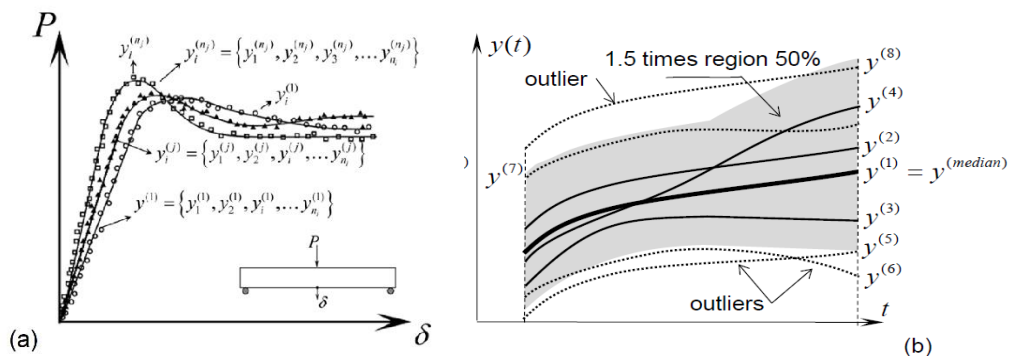 P
y_i^{(n_j)}
y_i^{(n_j)} = {y_1^{(n_j)}, y_2^{(n_j)}, y_3^{(n_j)}, ...y_{n_i}^{(n_j)}}
y_i^{(1)}
y_i^{(j)} = {y_1^{(j)}, y_2^{(j)}, y_i^{(j)}, ...y_{n_i}^{(j)}}
y^{(1)} = {y_1^{(1)}, y_2^{(1)}, y_i^{(1)}, ...y_{n_i}^{(1)}}
P
δ
(a)
δ
y(t)
1.5 times region 50%
outlier
y^{(8)}
y^{(4)}
y^{(2)}
)
y^{(7)}
y^{(1)} = y^{(median)}
y^{(3)}
y^{(5)}
y^{(6)}
outliers
t
(b)